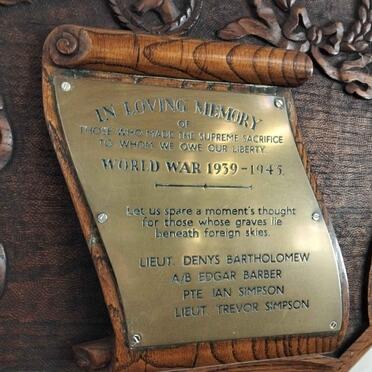 IN LOVING MEMORY
OF
THOSE WHO MADE THE SUPREME SACRIFICE
TO WHOM WE OWE OUR LIBERTY.
WORLD WAR 1939-1945.
Let us spare a moment's thought
for those whose graves lie
beneath foreign skies.
LIEUT. DENYS BARTHOLOMEW
A/B EDGAR BARBER
PTE IAN SIMPSON
LIEUT. TREVOR SIMPSON